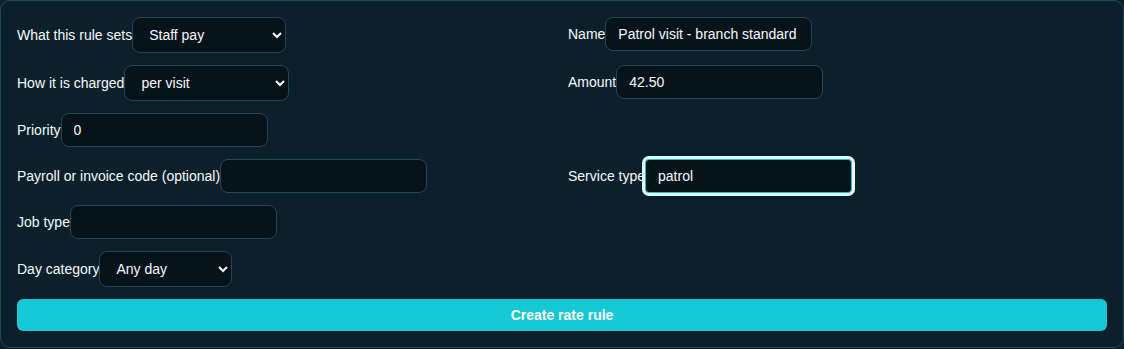 What this rule sets Staff pay Name Patrol visit - branch standard
How it is charged per visit Amount 42.50
Priority 0
Payroll or invoice code (optional) Service type patrol
Job type
Day category Any day
Create rate rule